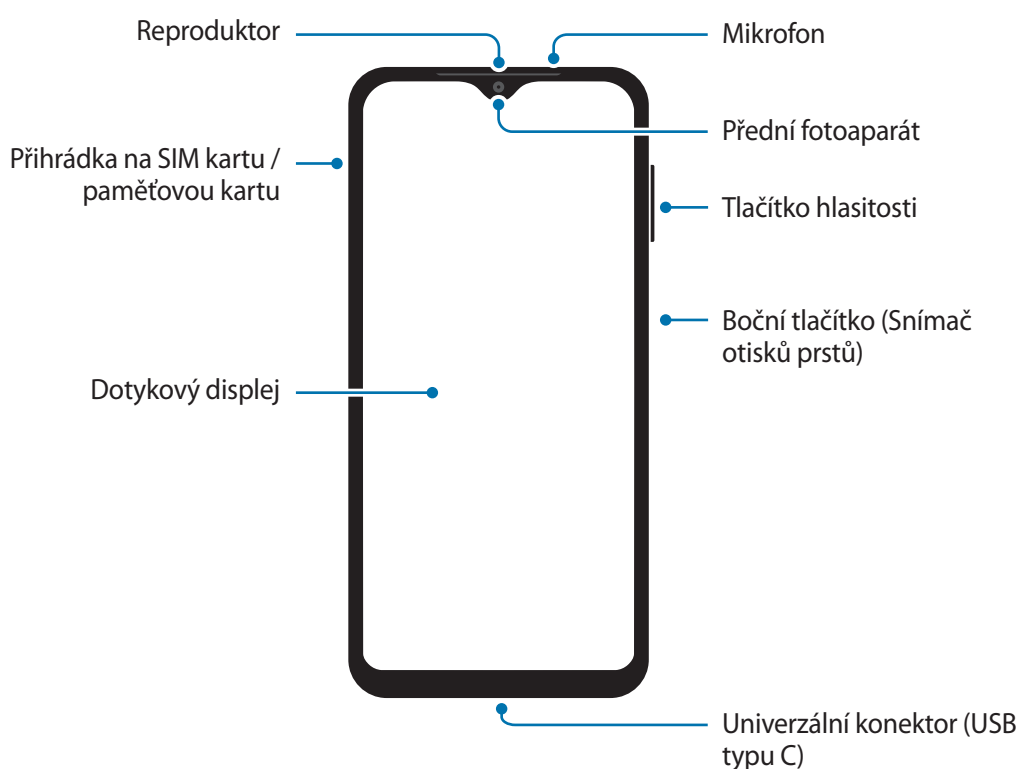 Reproduktor
Mikrofon
Přední fotoaparát
Přihrádka na SIM kartu /
paměťovou kartu
Tlačítko hlasitosti
Boční tlačítko (Snímač
otisků prstů)
Dotykový displej
Univerzální konektor (USB
typu C)